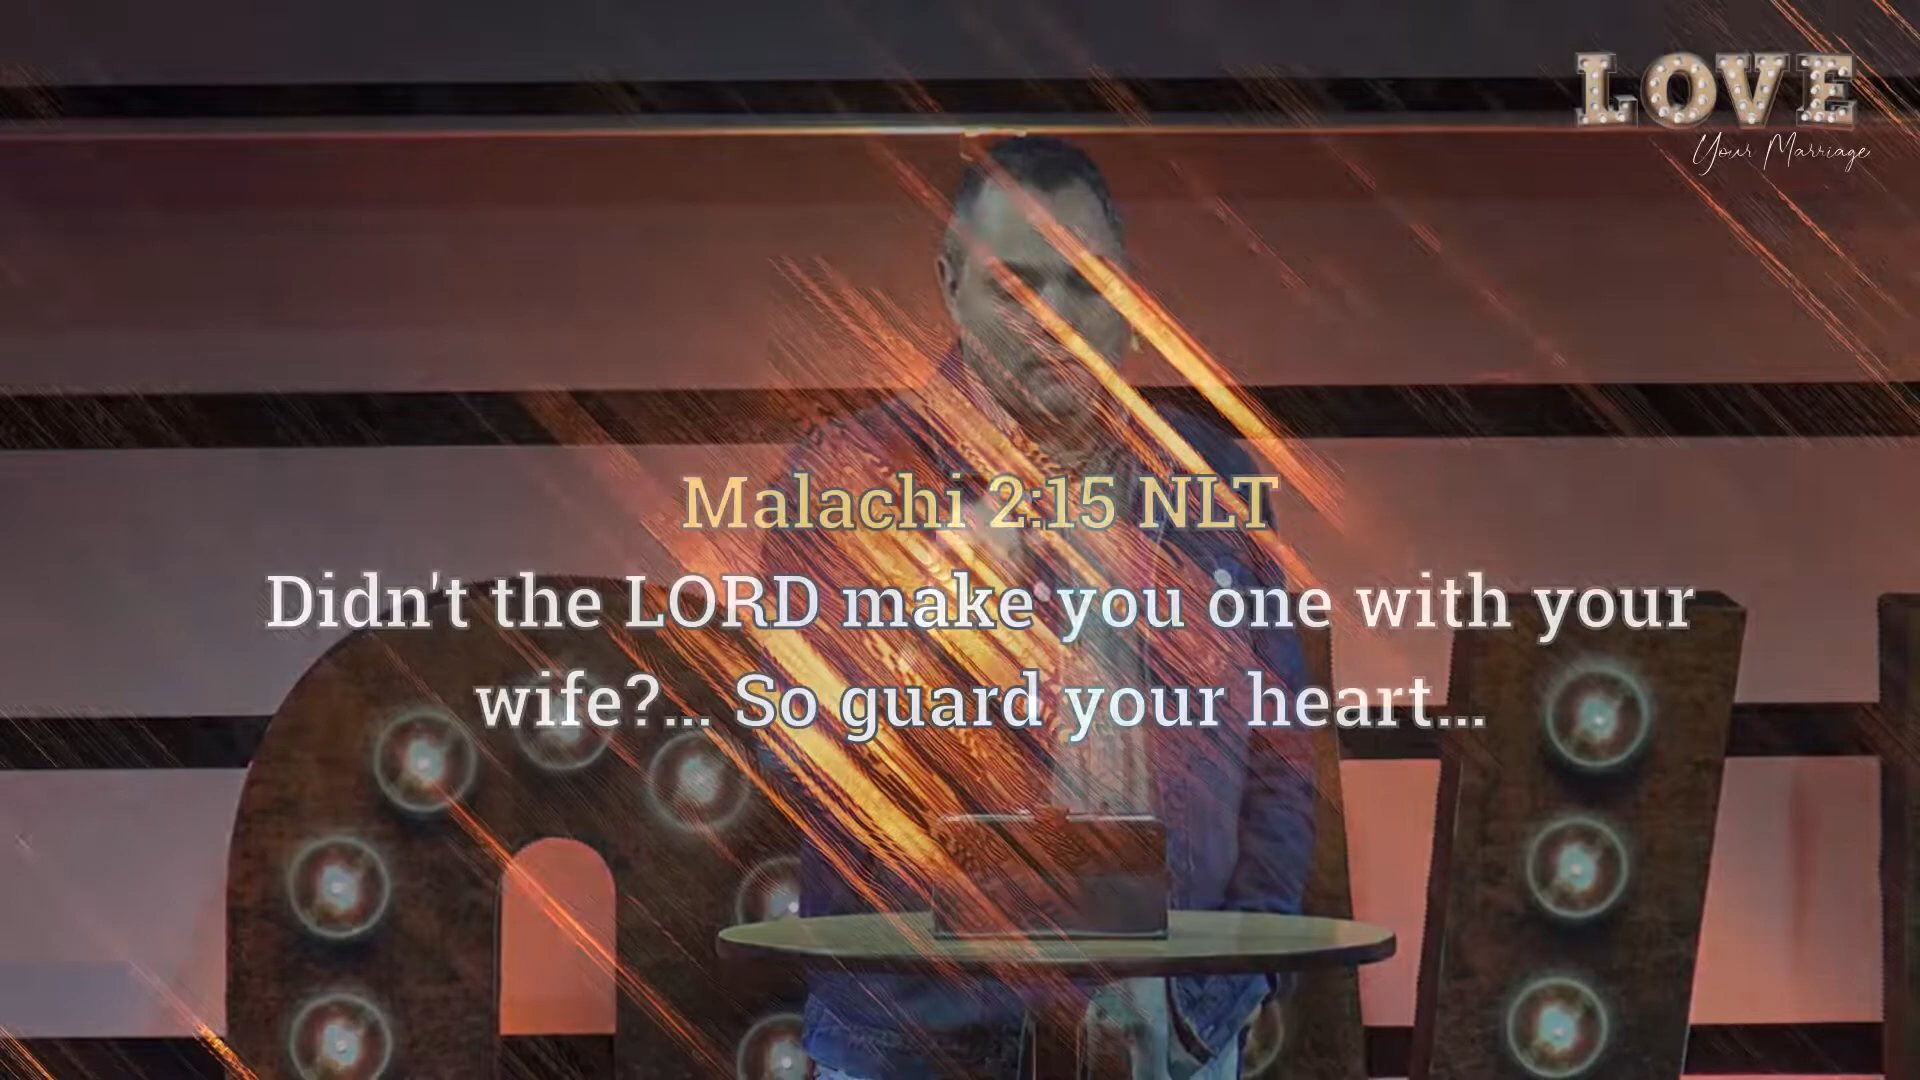 LOVE
Your Marriage
Malachi 2:15 NLT
Didn't the LORD make you one with your
wife?... So guard your heart...